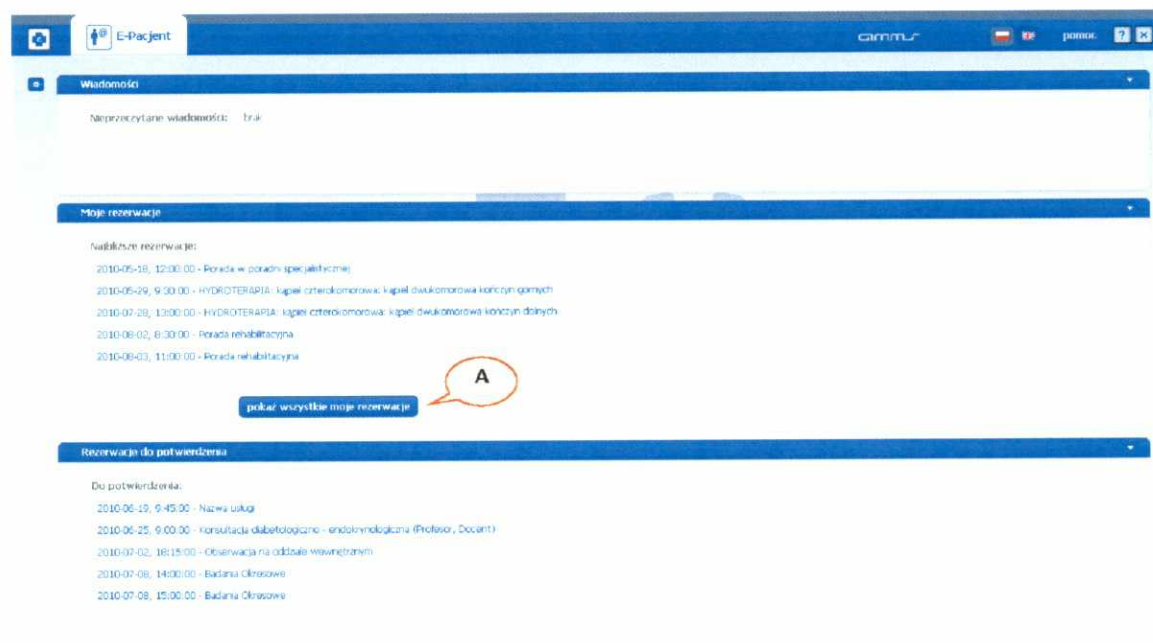 E-Pacjent
amms
pomoc
?
Wiadomości
Nieprzeczytane wiadomości: brak
Moje rezerwacje
Najbliższe rezerwacje:
2010-05-18, 12:00:00 - Porada w poradni specjalistycznej
2010-05-29, 9:30:00 - HYDROTERAPIA: kąpiel czterokomorowa: kąpiel dwukomorowa kończyn górnych
2010-07-28, 13:00:00 - HYDROTERAPIA: kąpiel czterokomorowa: kąpiel dwukomorowa kończyn dolnych
2010-08-02, 8:30:00 - Porada rehabilitacyjna
2010-08-03, 11:00:00 - Porada rehabilitacyjna
A
pokaż wszystkie moje rezerwacje
Rezerwacje do potwierdzenia
Do potwierdzenia:
2010-06-19, 9:45:00 - Nazwa usługi
2010-06-25, 9:00:00 - Konsultacja diabetologiczno - endokrynologiczna (Profesor, Docent)
2010-07-02, 18:15:00 - Obserwacja na oddziale wewnętrznym
2010-07-08, 14:00:00 - Badania Okresowe
2010-07-08, 15:00:00 - Badania Okresowe